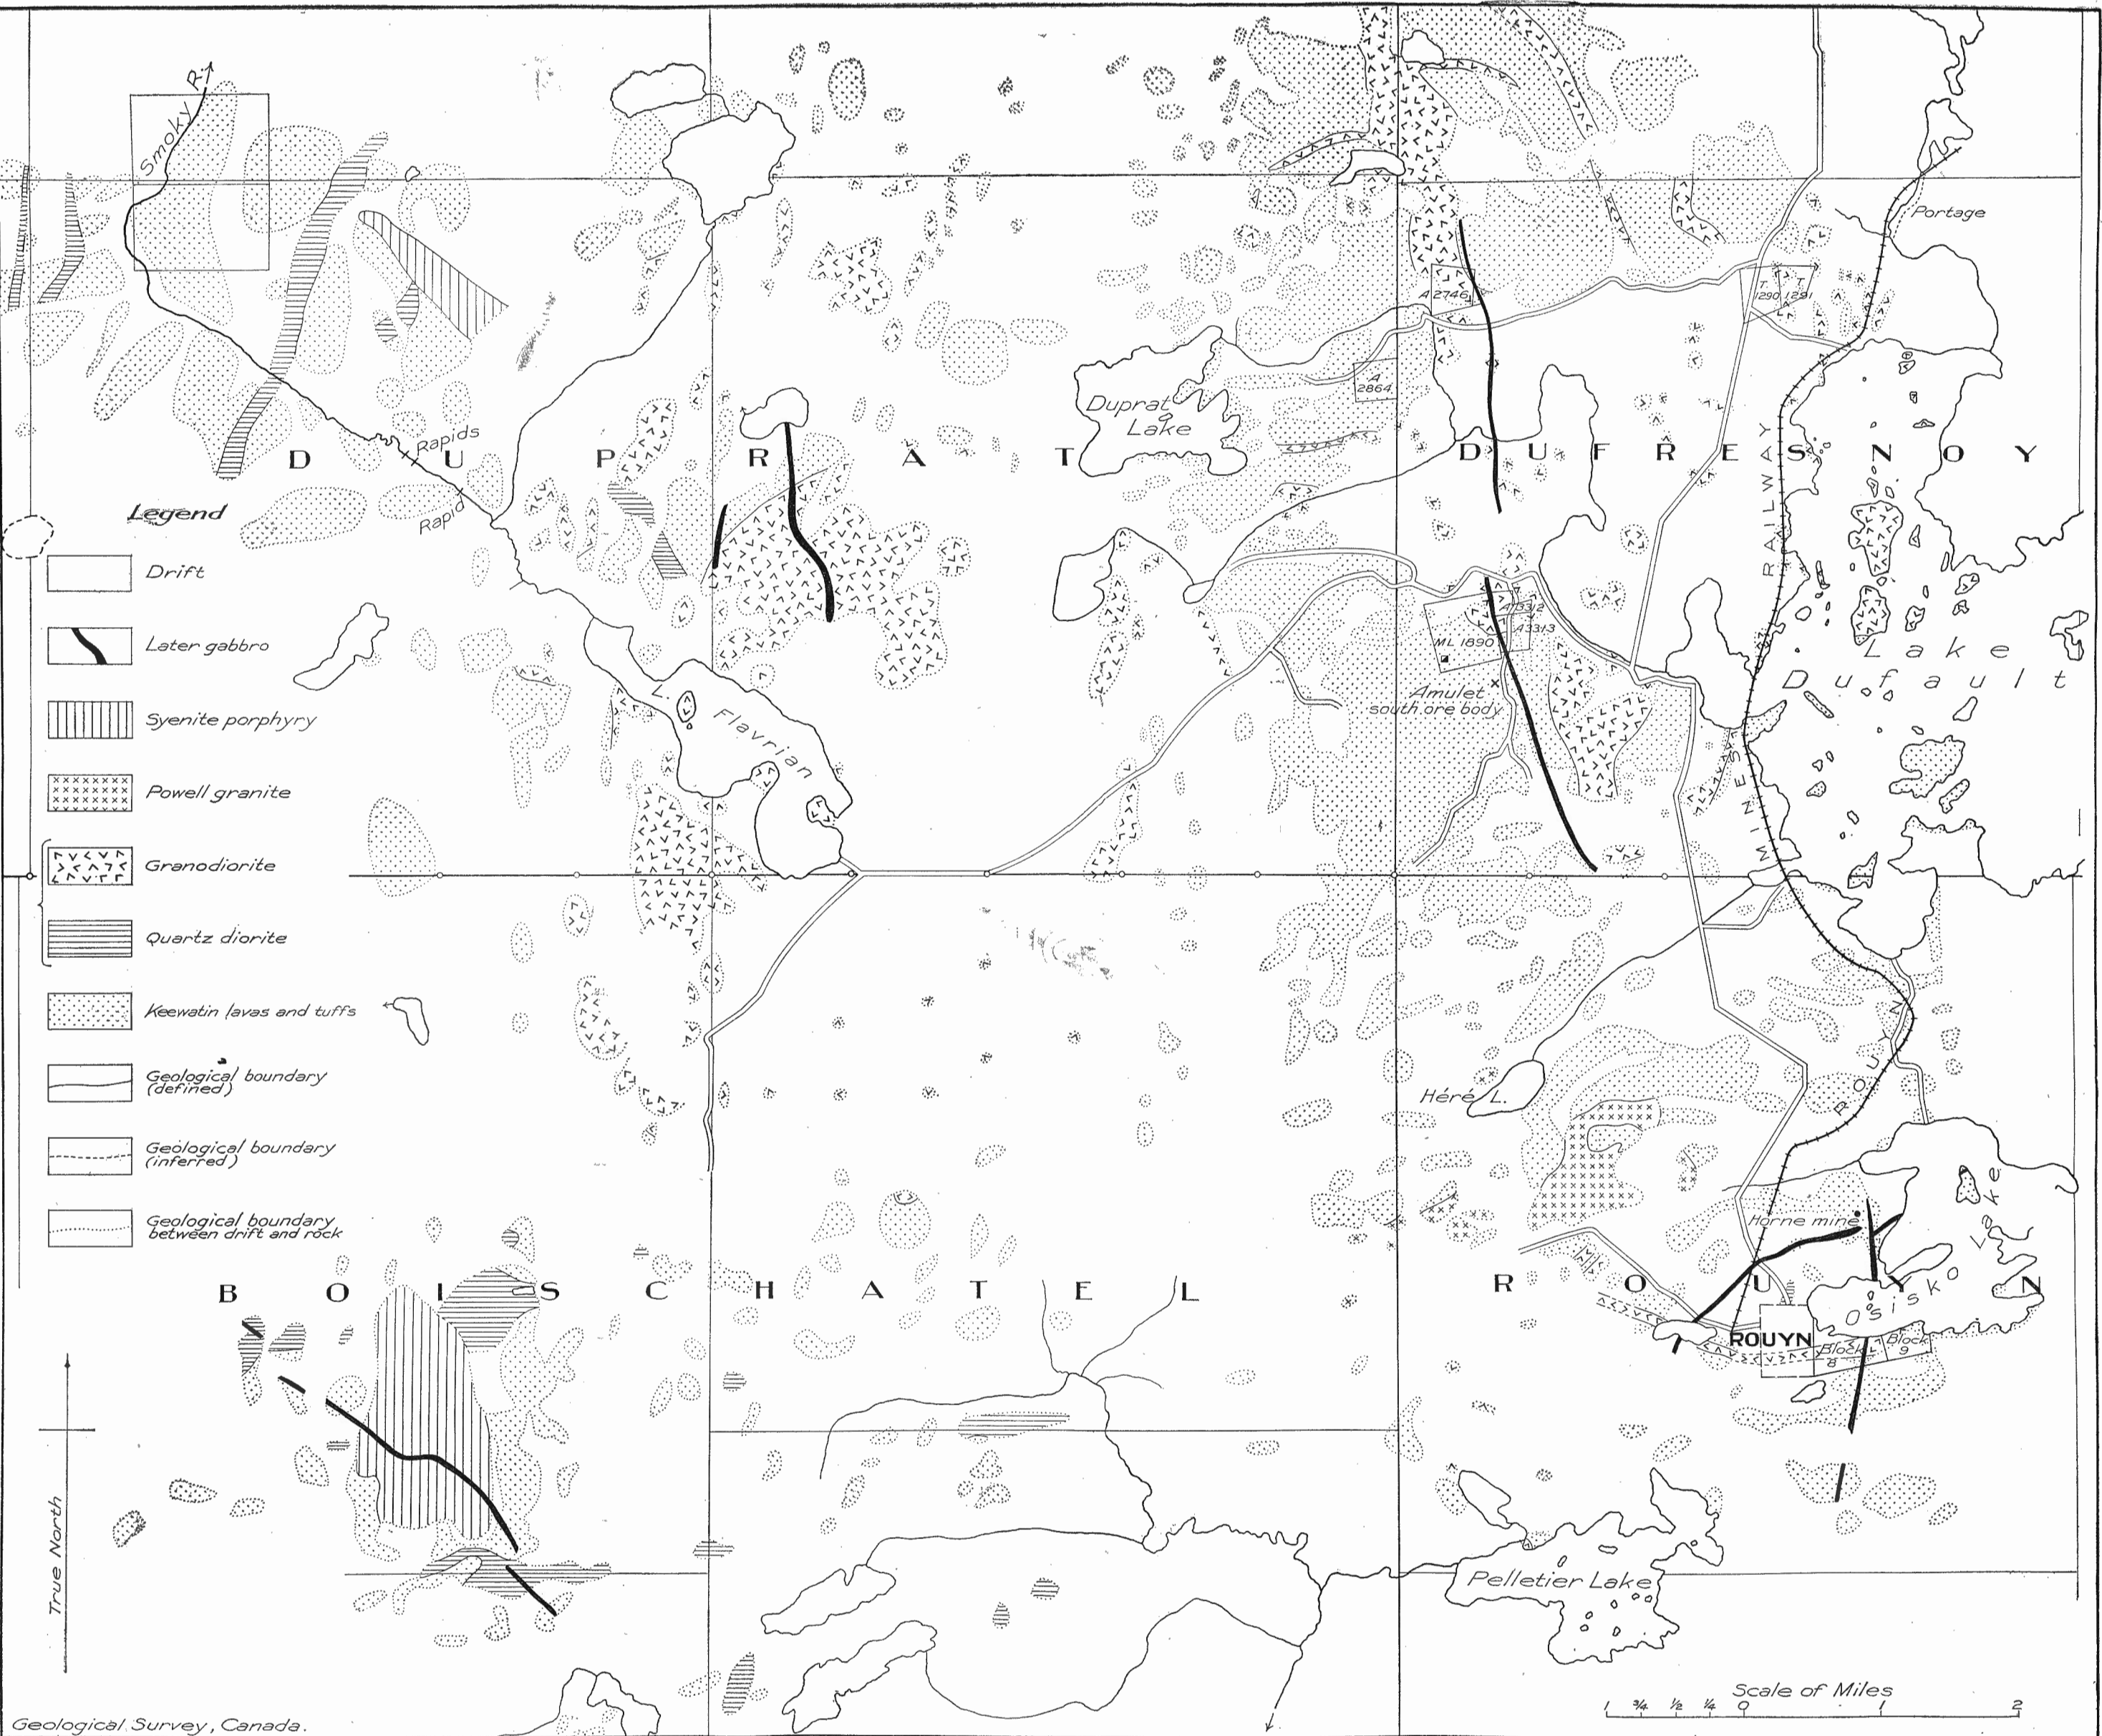 Smoky R.
Portage
A 2746
T. 1290
T. 1291
A 2864
Duprat
Lake
Rapids
DUPRAT
DUFRESNOY
Rapid
Legend
Drift
Later gabbro
Syenite porphyry
Powell granite
Granodiorite
Quartz diorite
Keewatin lavas and tuffs
Geological boundary
(defined)
Geological boundary
(inferred)
Geological boundary
between drift and rock
A 3312
A 3313
ML 1890
Amulet
south ore body
L. Flavrian
Lake
Dufault
ROUYN MINES RAILWAY
Héré L.
Horne mine
BOISCHATEL
ROUYN
Osisko Lake
ROUYN
Block
8
Block
9
True North
Pelletier Lake
Scale of Miles
1 ¾ ½ ¼ 0 1 2
Geological Survey, Canada.